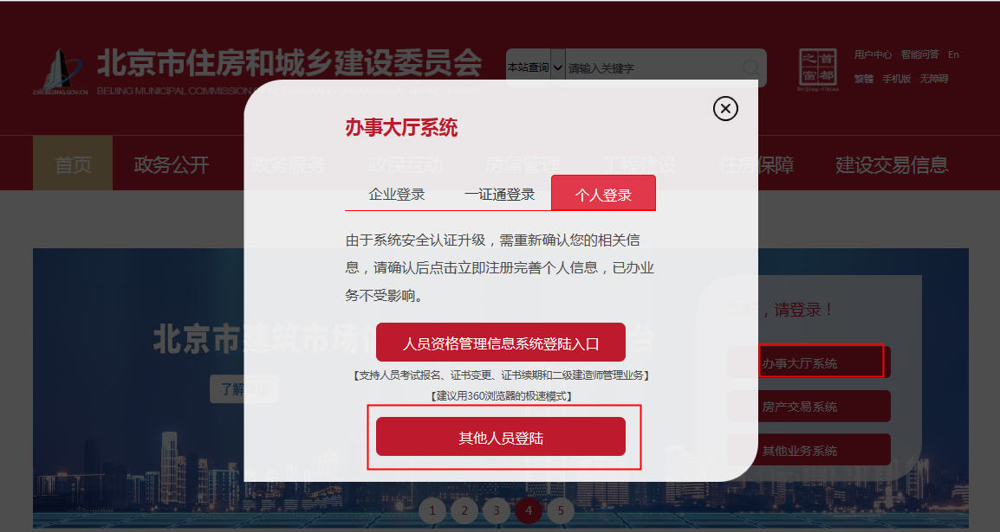 北京市住房和城乡建设委员会
ZJW.BEIJING.GOV.CN
BEIJING MUNICIPAL COMMISSION
本站查询
请输入关键字
首都之窗
Beijing-China
用户中心 智能问答 En
繁體 手机版 无障碍
首页 政务公开 政务服务 政民互动 房屋管理 工程建设 住房保障 建设交易信息
办事大厅系统
企业登录 一证通登录 个人登录
由于系统安全认证升级，需重新确认您的相关信
息，请确认后点击立即注册完善个人信息，已办业
务不受影响。
人员资格管理信息系统登陆入口
【支持人员考试报名、证书变更、证书续期和二级建造师管理业务】
【建议用360浏览器的极速模式】
其他人员登陆
北京市建筑市场
台
了解详情
，请登录！
办事大厅系统
房产交易系统
其他业务系统
1 2 3 4 5